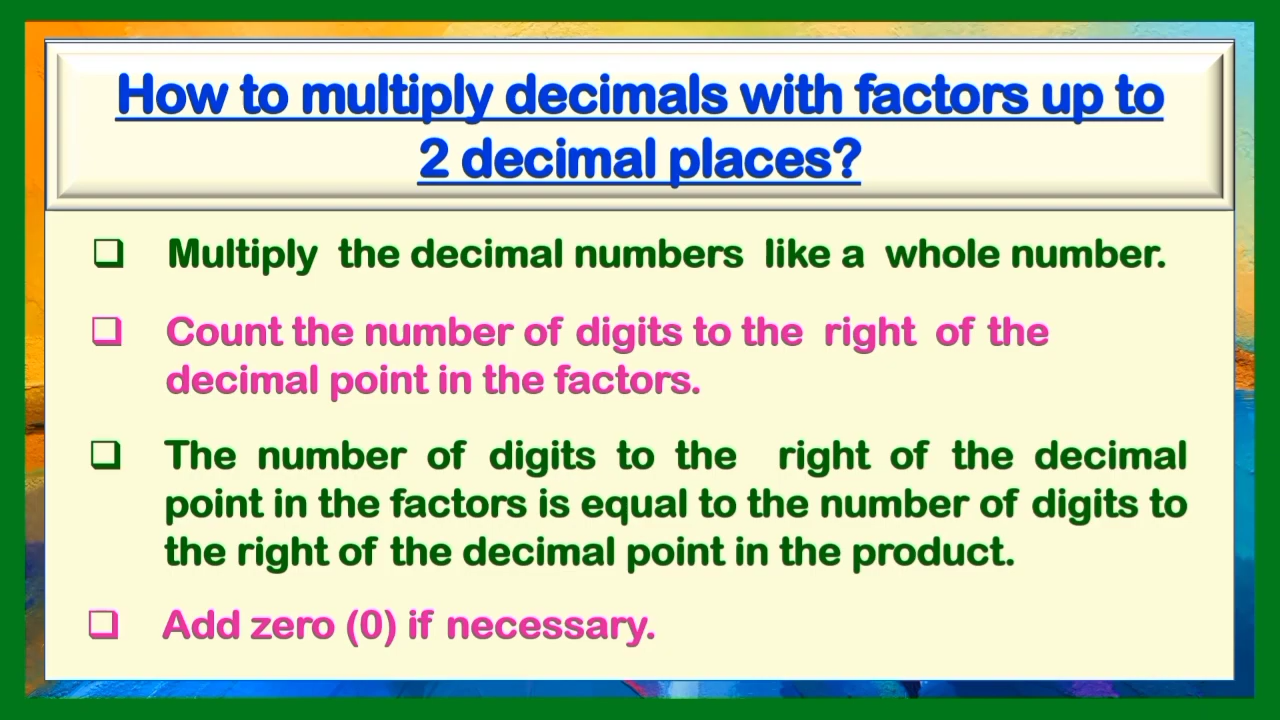 How to multiply decimals with factors up to
2 decimal places?
❑ Multiply the decimal numbers like a whole number.
❑ Count the number of digits to the right of the
decimal point in the factors.
❑ The number of digits to the right of the decimal
point in the factors is equal to the number of digits to
the right of the decimal point in the product.
❑ Add zero (0) if necessary.